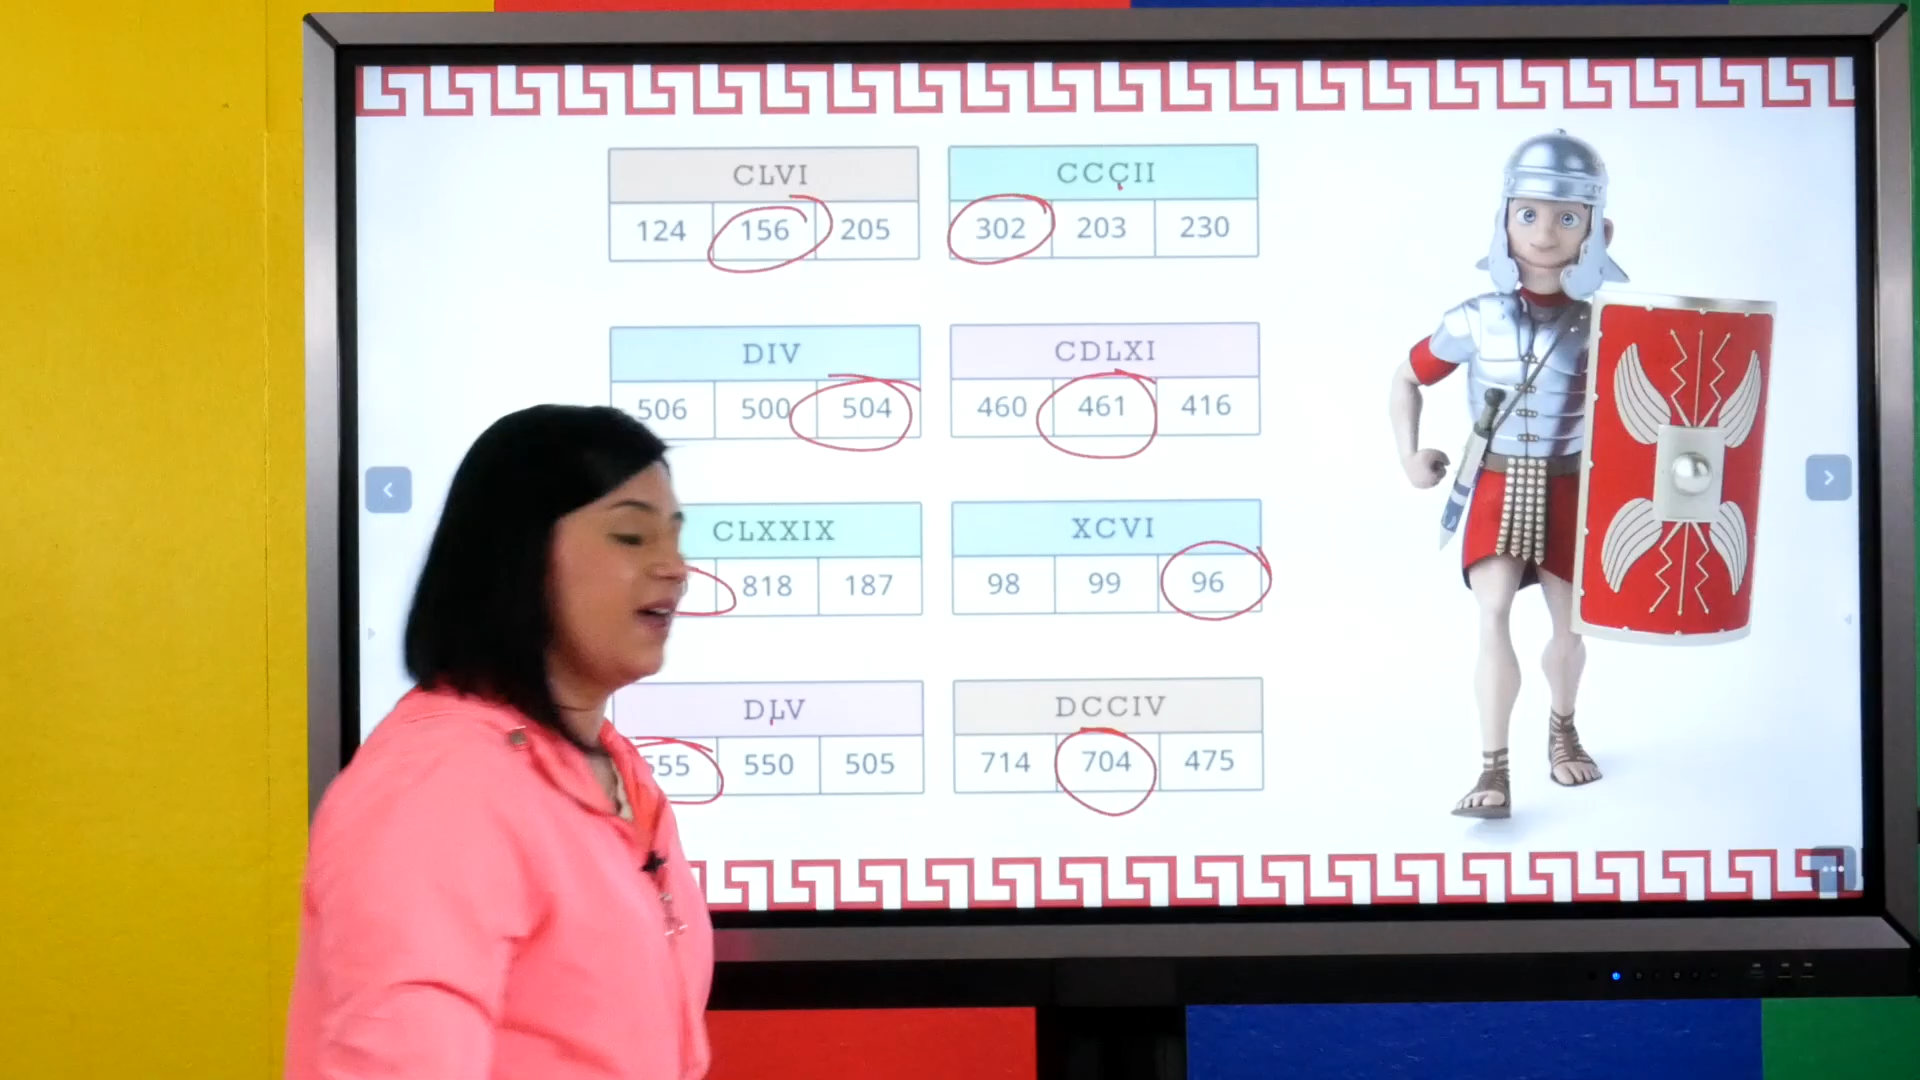 CLVI
124 156 205
CCCII
302 203 230
DIV
506 500 504
CDLXI
460 461 416
CLXXIX
818 187
XCVI
98 99 96
DLV
555 550 505
DCCIV
714 704 475